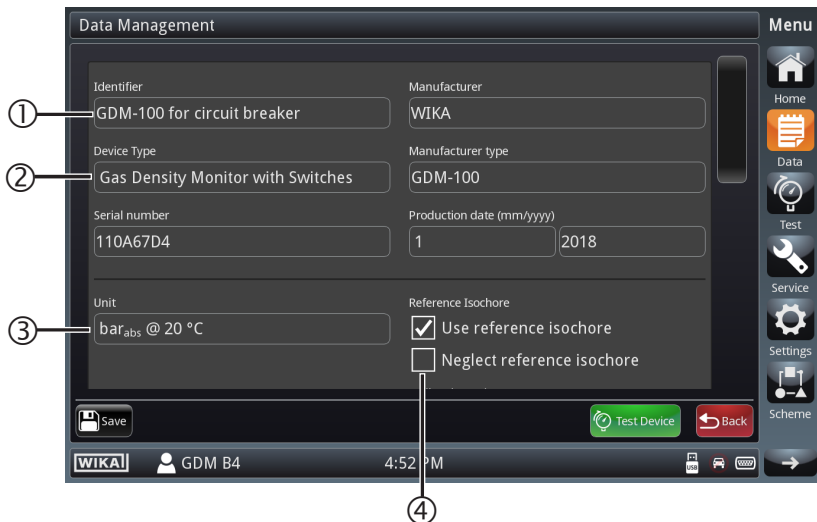 Data Management
Menu
Identifier
Manufacturer
① GDM-100 for circuit breaker
WIKA
Home
Device Type
Manufacturer type
② Gas Density Monitor with Switches
GDM-100
Data
Serial number
Production date (mm/yyyy)
110A67D4
1
2018
Test
Service
Unit
Reference Isochore
③ barabs @ 20 °C
Use reference isochore
Neglect reference isochore
Settings
Save
Test Device
Back
Scheme
WIKA
GDM B4
4:52 PM
USB
④